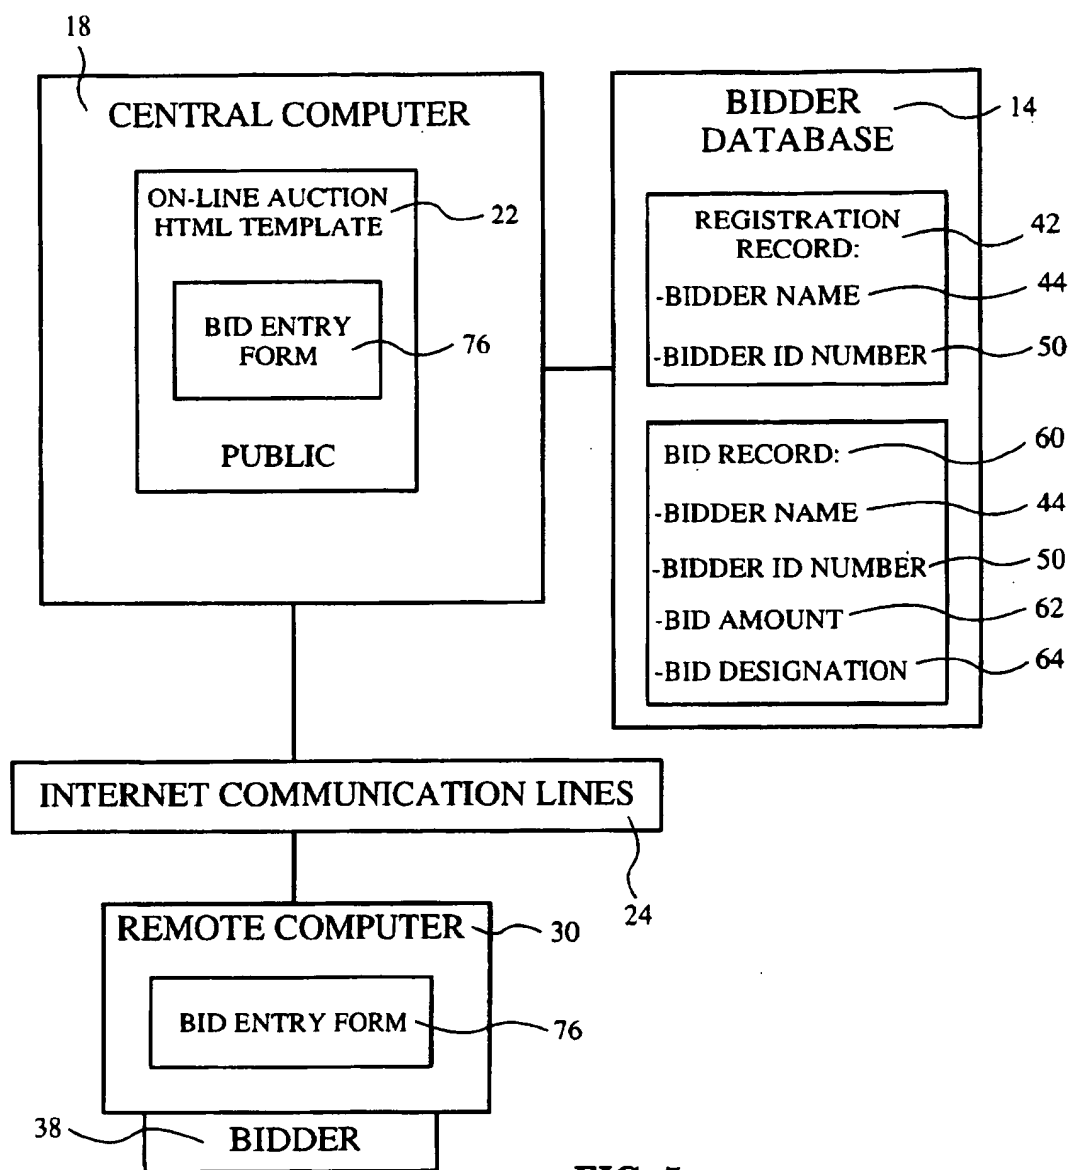 18
CENTRAL COMPUTER
ON-LINE AUCTION
HTML TEMPLATE
22
BID ENTRY
FORM
76
PUBLIC
BIDDER
DATABASE
14
REGISTRATION
RECORD:
42
-BIDDER NAME
44
-BIDDER ID NUMBER
50
BID RECORD:
60
-BIDDER NAME
44
-BIDDER ID NUMBER
50
-BID AMOUNT
62
-BID DESIGNATION
64
INTERNET COMMUNICATION LINES
24
REMOTE COMPUTER
30
BID ENTRY FORM
76
38
BIDDER